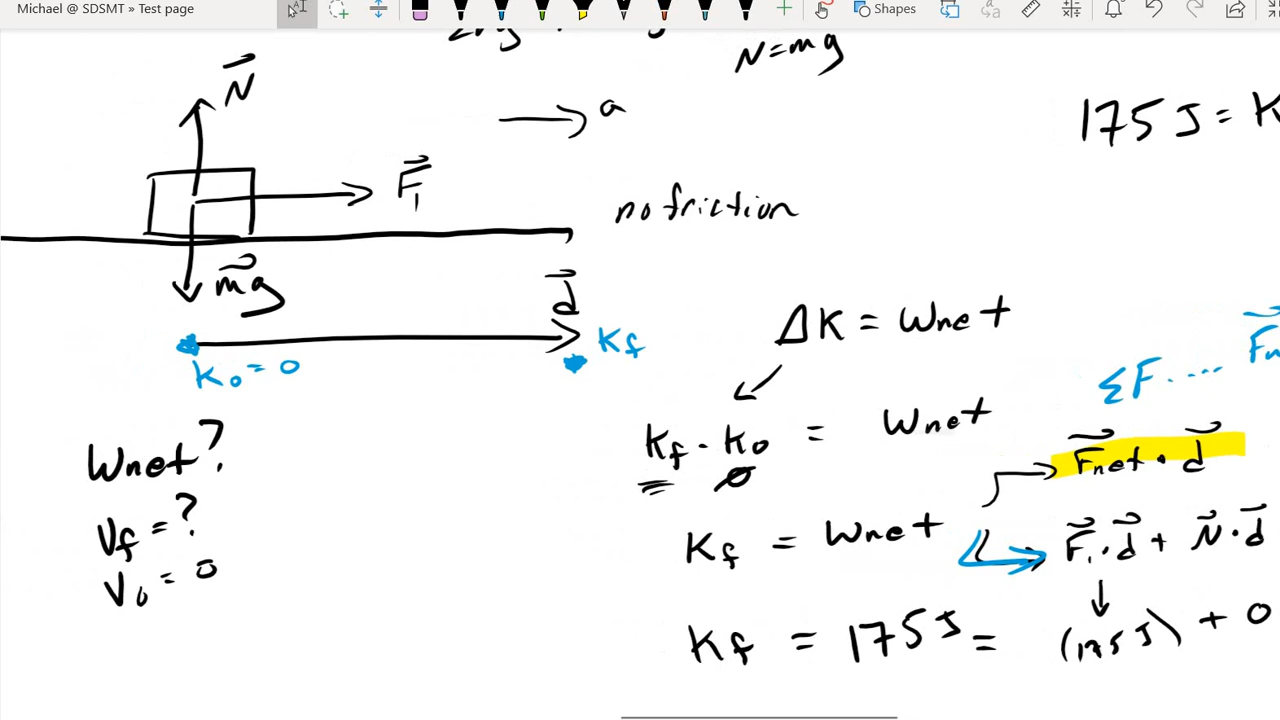 Michael @ SDSMT » Test page
Shapes
N = mg
N
a
F₁
175 J =
no friction
mg
d
Kf
K₀ = 0
ΔK = Wnet
ΣF ....
Kf - K₀ = Wnet
0
Fnet · d
Wnet?
Vf = ?
V₀ = 0
Kf = Wnet
F₁ · d + N · d
Kf = 175 J = (175 J) + 0